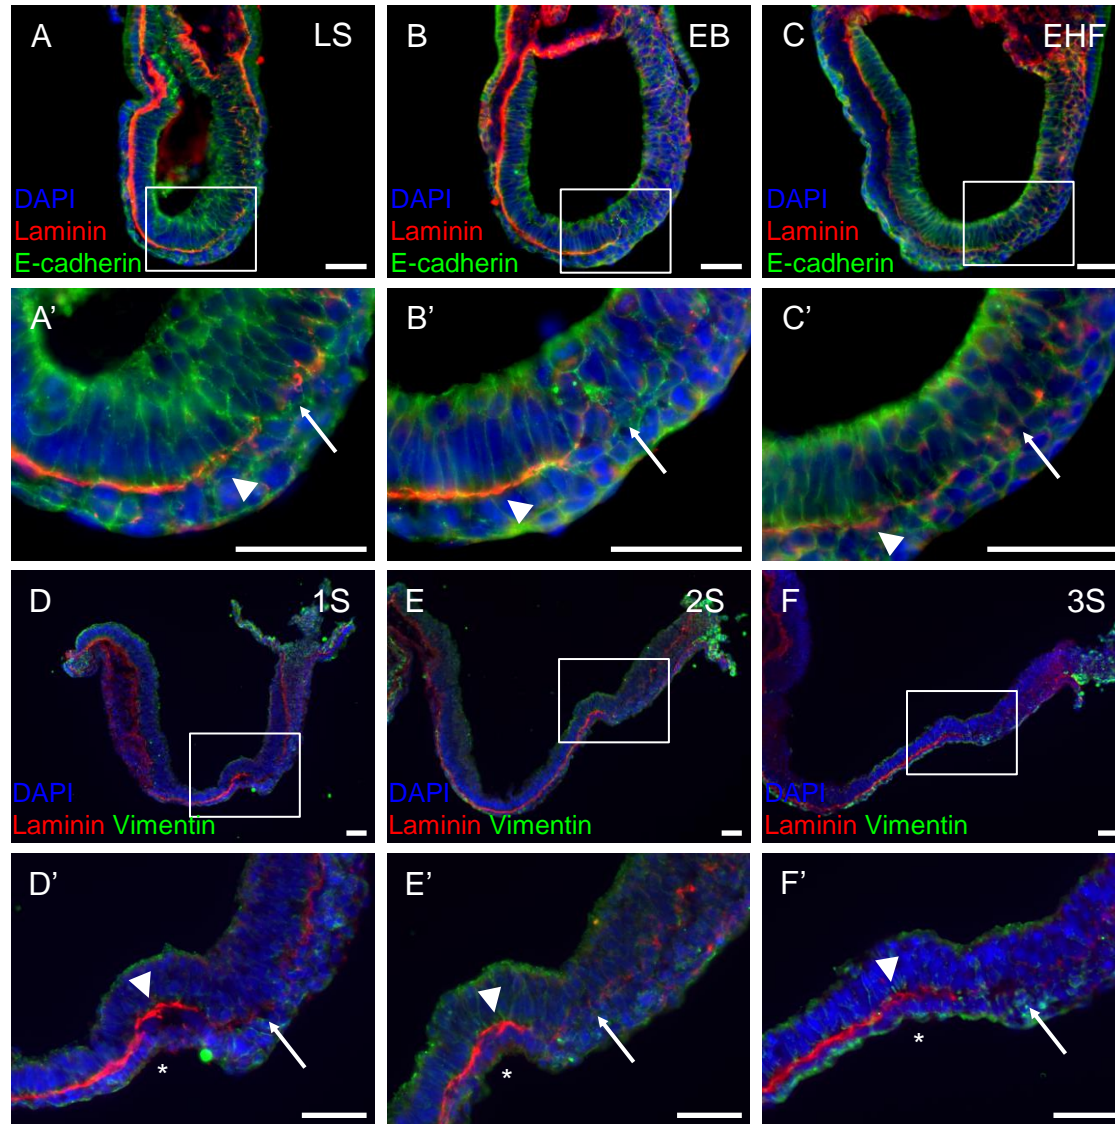 A LS
DAPI
Laminin
E-cadherin
B EB
DAPI
Laminin
E-cadherin
C EHF
DAPI
Laminin
E-cadherin
A’
B’
C’
D 1S
DAPI
Laminin Vimentin
E 2S
DAPI
Laminin Vimentin
F 3S
DAPI
Laminin Vimentin
D’
*
E’
*
F’
*